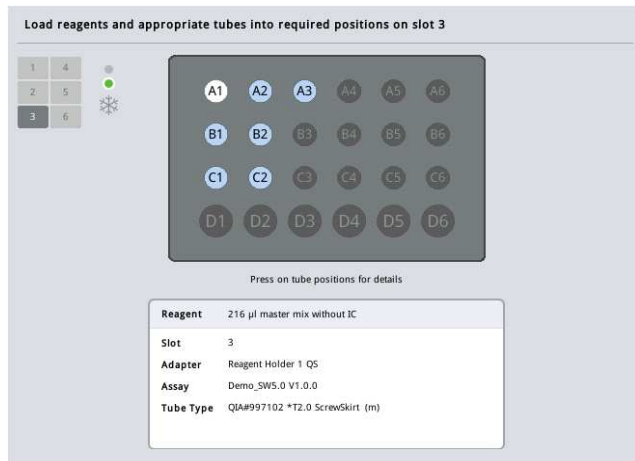 Load reagents and appropriate tubes into required positions on slot 3
1 4
2 5
3 6
A1 A2 A3 A4 A5 A6
B1 B2 B3 B4 B5 B6
C1 C2 C3 C4 C5 C6
D1 D2 D3 D4 D5 D6
Press on tube positions for details
Reagent 216 µl master mix without IC
Slot 3
Adapter Reagent Holder 1 QS
Assay Demo_SW5.0 V1.0.0
Tube Type QIA#997102 *T2.0 ScrewSkirt (m)